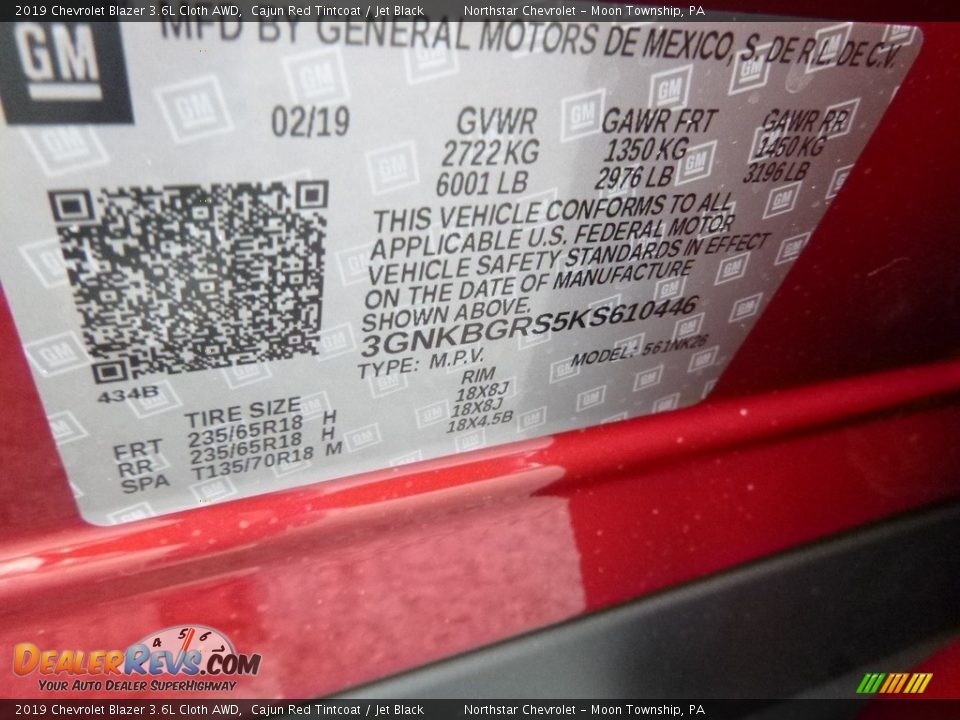 2019 Chevrolet Blazer 3.6L Cloth AWD, Cajun Red Tintcoat / Jet Black Northstar Chevrolet – Moon Township, PA
GM
MFD BY GENERAL MOTORS DE MEXICO, S. DE R.L. DE C.V.
02/19
GVWR GAWR FRT GAWR RR
2722 KG 1350 KG 1450 KG
6001 LB 2976 LB 3196 LB
THIS VEHICLE CONFORMS TO ALL
APPLICABLE U.S. FEDERAL MOTOR
VEHICLE SAFETY STANDARDS IN EFFECT
ON THE DATE OF MANUFACTURE
SHOWN ABOVE.
3GNKBGRS5KS610446
TYPE: M.P.V. MODEL: 561NK26
434B
TIRE SIZE RIM
FRT 235/65R18 H 18X8J
RR 235/65R18 H 18X8J
SPA T135/70R18 M 18X4.5B
4 5 6
DealerRevs.com
Your Auto Dealer SuperHighway
2019 Chevrolet Blazer 3.6L Cloth AWD, Cajun Red Tintcoat / Jet Black Northstar Chevrolet – Moon Township, PA